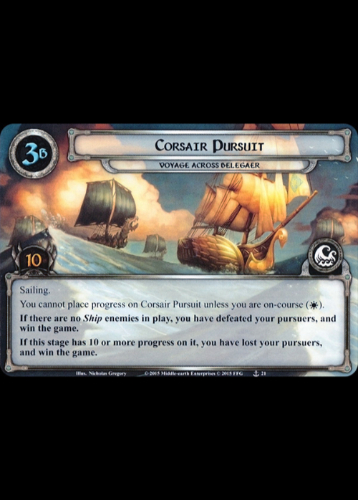 3B
CORSAIR PURSUIT
VOYAGE ACROSS BELEGAER
10
Sailing.
You cannot place progress on Corsair Pursuit unless you are on-course (☀).
If there are no Ship enemies in play, you have defeated your pursuers, and
win the game.
If this stage has 10 or more progress on it, you have lost your pursuers,
and win the game.
Illus. Nicholas Gregory © 2015 Middle-earth Enterprises © 2015 FFG 21